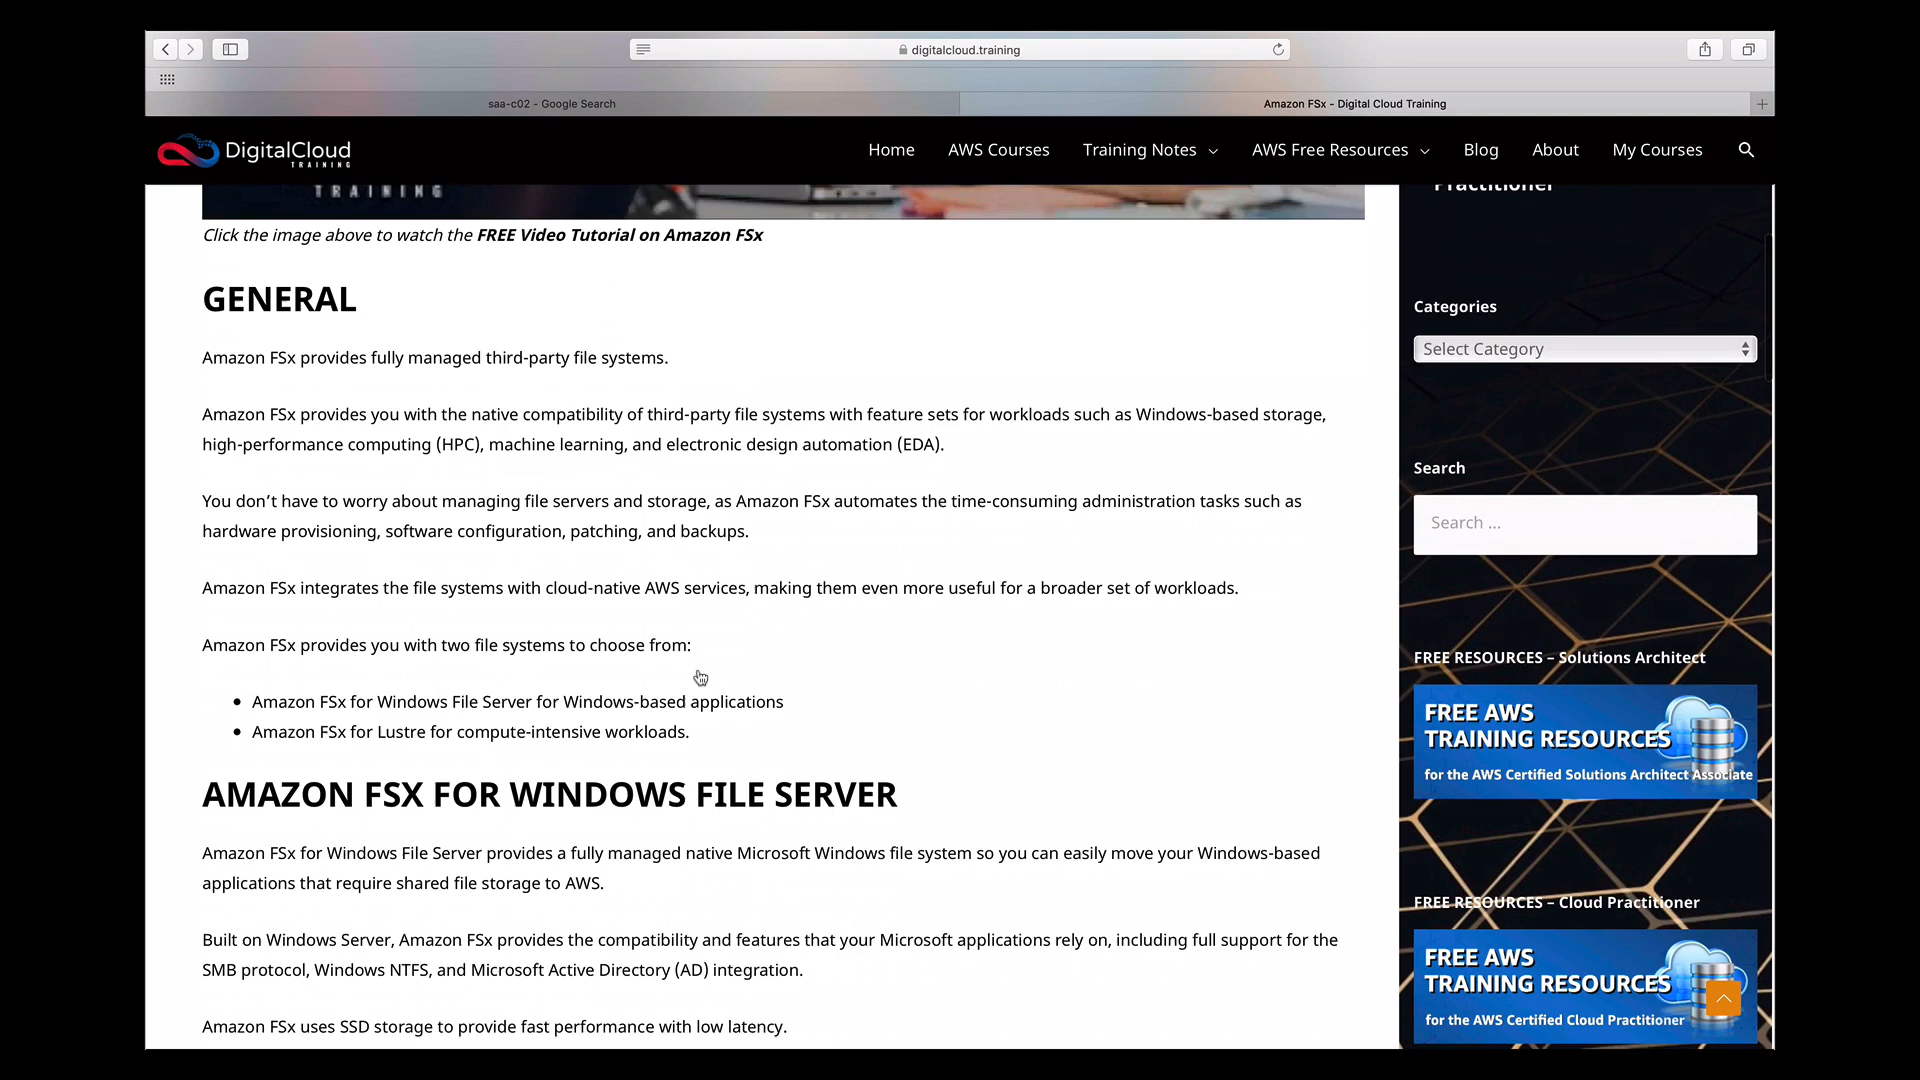 digitalcloud.training
saa-c02 - Google Search
Amazon FSx - Digital Cloud Training
DigitalCloud
TRAINING
Home
AWS Courses
Training Notes
AWS Free Resources
Blog
About
My Courses
TRAINING
Click the image above to watch the FREE Video Tutorial on Amazon FSx
GENERAL
Amazon FSx provides fully managed third-party file systems.
Amazon FSx provides you with the native compatibility of third-party file systems with feature sets for workloads such as Windows-based storage,
high-performance computing (HPC), machine learning, and electronic design automation (EDA).
You don’t have to worry about managing file servers and storage, as Amazon FSx automates the time-consuming administration tasks such as
hardware provisioning, software configuration, patching, and backups.
Amazon FSx integrates the file systems with cloud-native AWS services, making them even more useful for a broader set of workloads.
Amazon FSx provides you with two file systems to choose from:
Amazon FSx for Windows File Server for Windows-based applications
Amazon FSx for Lustre for compute-intensive workloads.
AMAZON FSX FOR WINDOWS FILE SERVER
Amazon FSx for Windows File Server provides a fully managed native Microsoft Windows file system so you can easily move your Windows-based
applications that require shared file storage to AWS.
Built on Windows Server, Amazon FSx provides the compatibility and features that your Microsoft applications rely on, including full support for the
SMB protocol, Windows NTFS, and Microsoft Active Directory (AD) integration.
Amazon FSx uses SSD storage to provide fast performance with low latency.
Practitioner
Categories
Select Category
Search
Search ...
FREE RESOURCES – Solutions Architect
FREE AWS
TRAINING RESOURCES
for the AWS Certified Solutions Architect Associate
FREE RESOURCES – Cloud Practitioner
FREE AWS
TRAINING RESOURCES
for the AWS Certified Cloud Practitioner